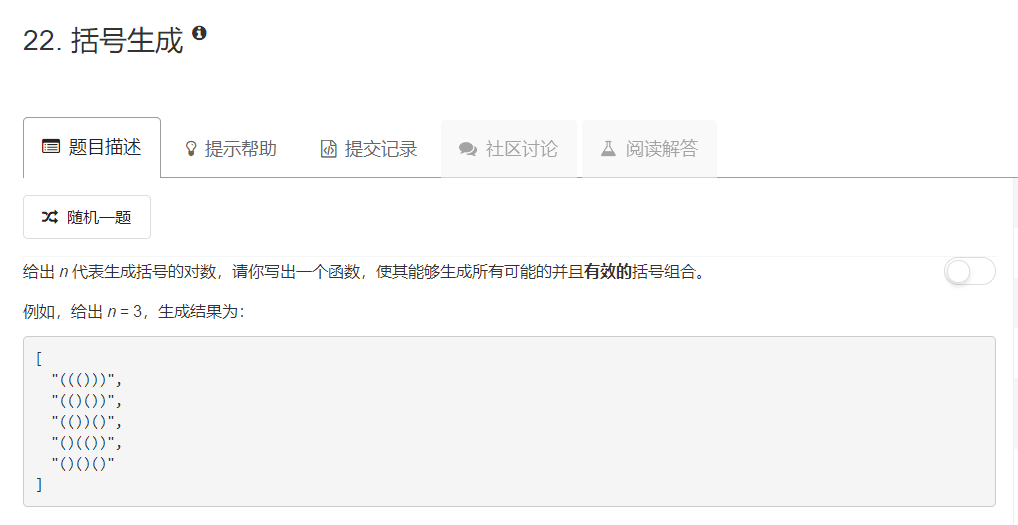 22. 括号生成
题目描述 提示帮助 提交记录 社区讨论 阅读解答
随机一题
给出 n 代表生成括号的对数，请你写出一个函数，使其能够生成所有可能的并且有效的括号组合。
例如，给出 n = 3，生成结果为：
[
  "((()))",
  "(()())",
  "(())()",
  "()(())",
  "()()()"
]